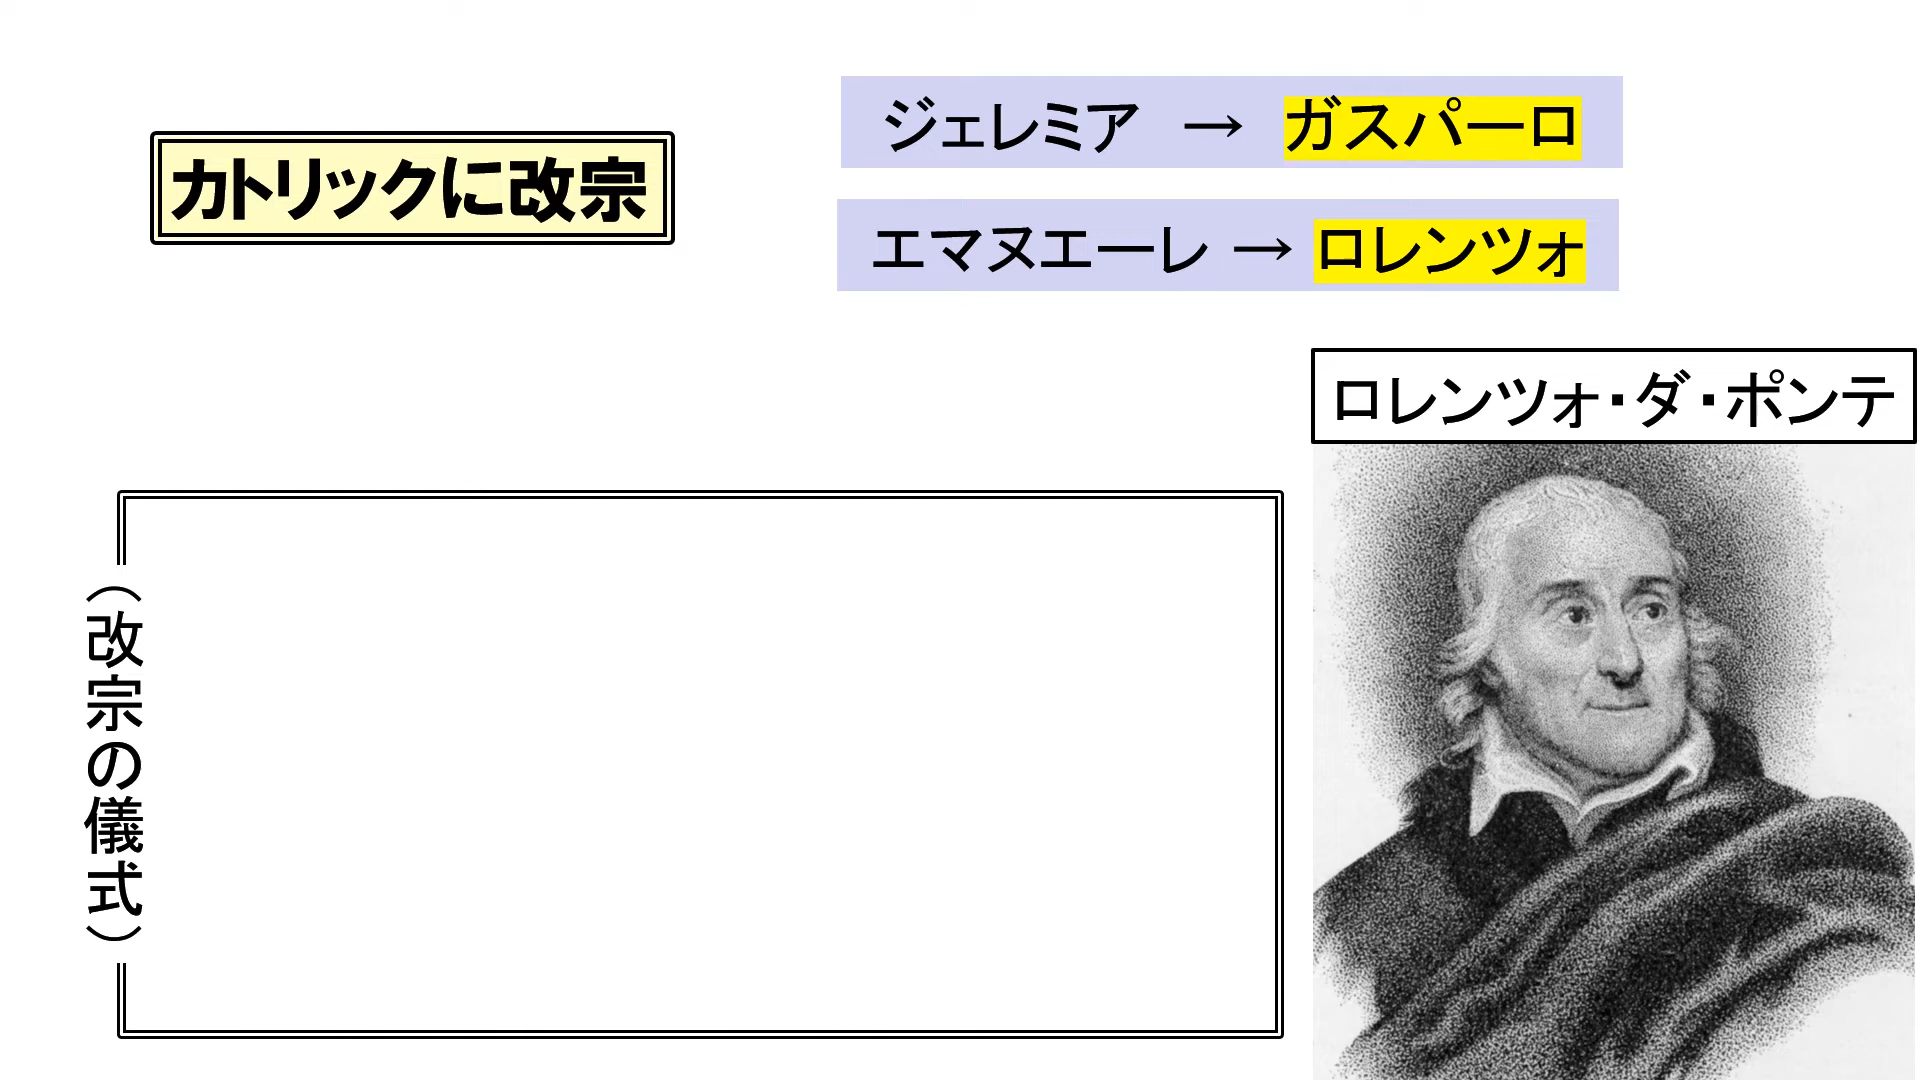 カトリックに改宗
ジェレミア → ガスパーロ
エマヌエーレ → ロレンツォ
ロレンツォ・ダ・ポンテ
（改宗の儀式）